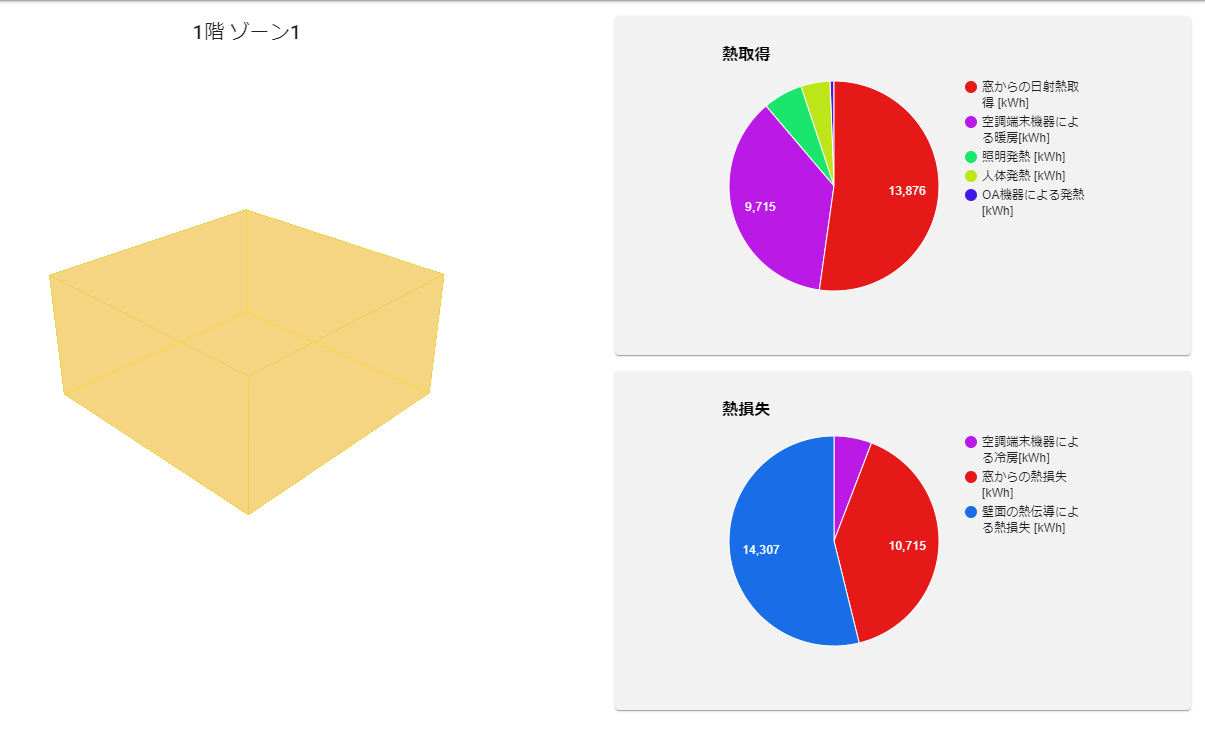 1階 ゾーン1
熱取得
13,876
9,715
窓からの日射熱取
得 [kWh]
空調端末機器によ
る暖房[kWh]
照明発熱 [kWh]
人体発熱 [kWh]
OA機器による発熱
[kWh]
熱損失
14,307
10,715
空調端末機器によ
る冷房[kWh]
窓からの熱損失
[kWh]
壁面の熱伝導によ
る熱損失 [kWh]